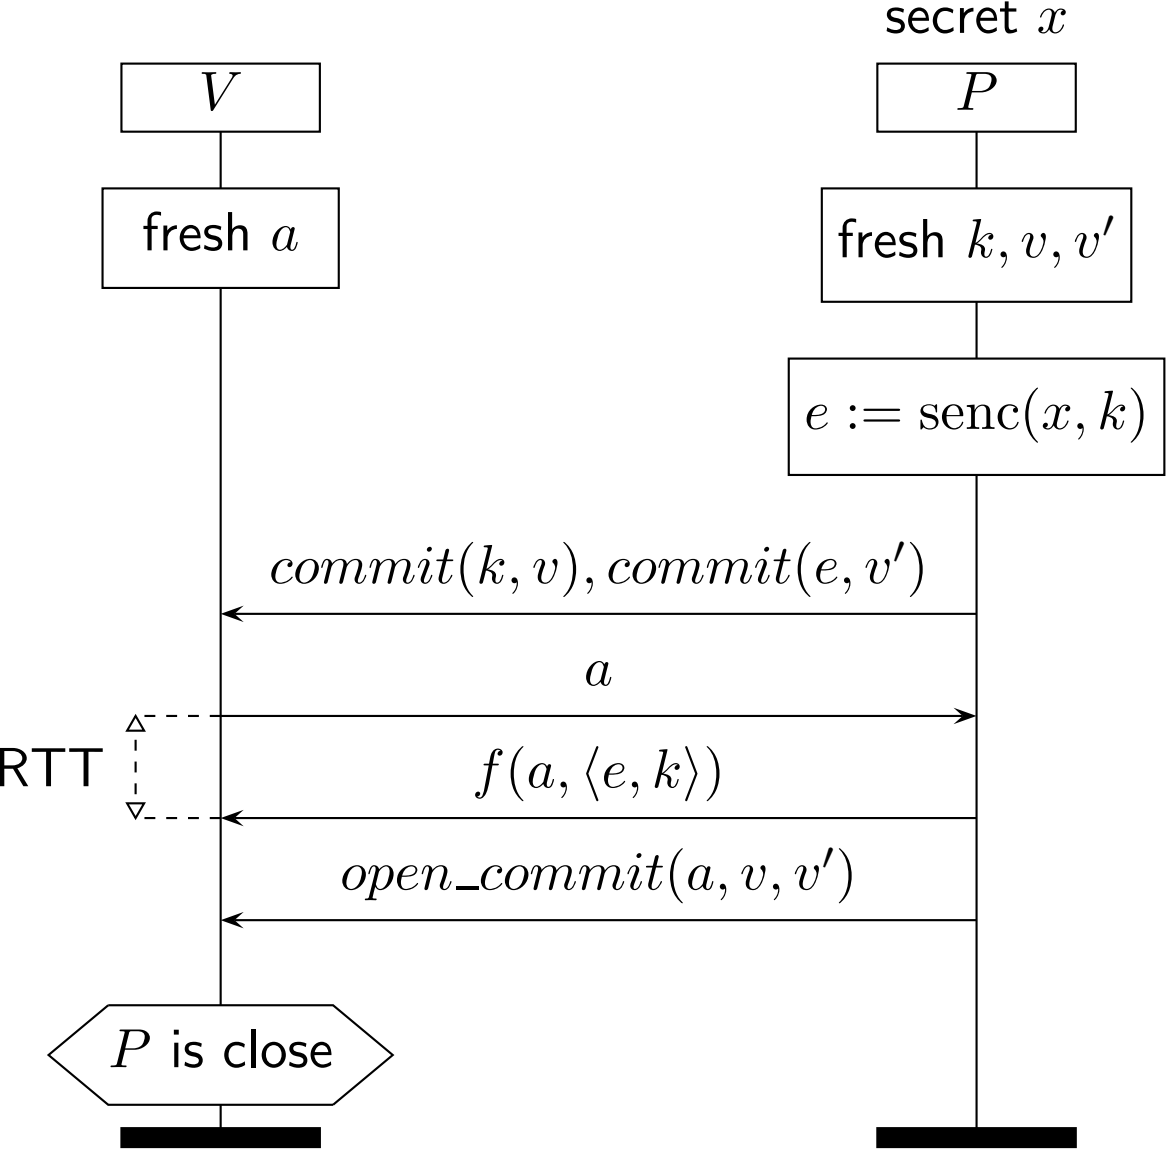 secret x
V
P
fresh a
fresh k, v, v′
e := senc(x, k)
commit(k, v), commit(e, v′)
a
RTT
f(a, ⟨e, k⟩)
open_commit(a, v, v′)
P is close